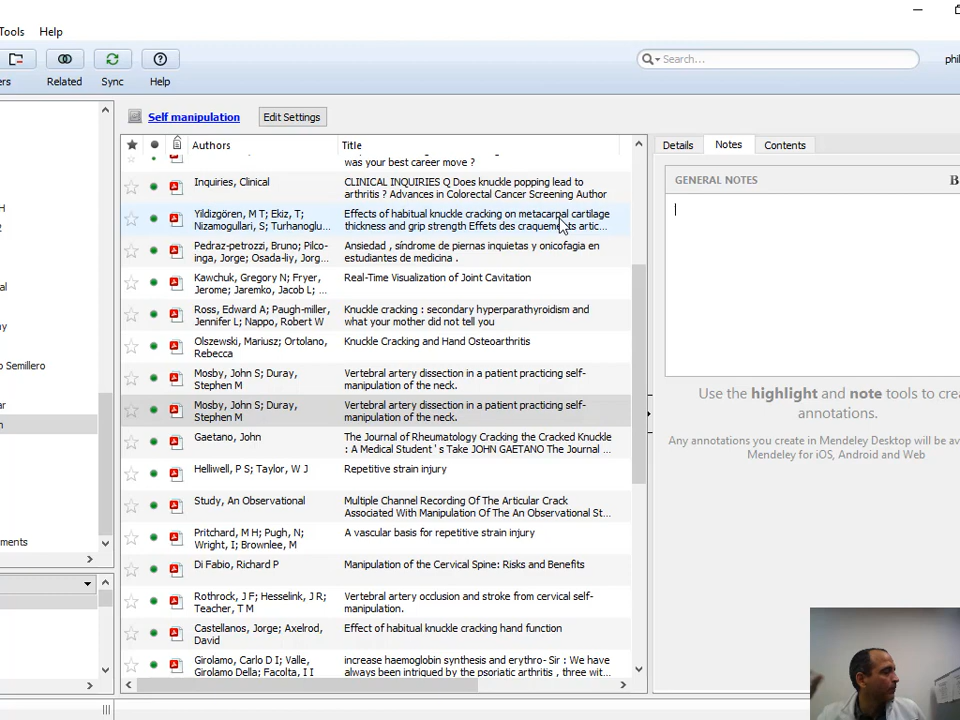 Tools Help
ers Related Sync Help
Search...
phil
Self manipulation Edit Settings
Authors Title
was your best career move ?
Inquiries, Clinical
CLINICAL INQUIRIES Q Does knuckle popping lead to
arthritis ? Advances in Colorectal Cancer Screening Author
Yildizgören, M T; Ekiz, T;
Nizamogullari, S; Turhanoglu...
Effects of habitual knuckle cracking on metacarpal cartilage
thickness and grip strength Effets des craquements artic...
Pedraz-petrozzi, Bruno; Pilco-
inga, Jorge; Osada-liy, Jorg...
Ansiedad , síndrome de piernas inquietas y onicofagia en
estudiantes de medicina .
Kawchuk, Gregory N; Fryer,
Jerome; Jaremko, Jacob L; ...
Real-Time Visualization of Joint Cavitation
Ross, Edward A; Paugh-miller,
Jennifer L; Nappo, Robert W
Knuckle cracking : secondary hyperparathyroidism and
what your mother did not tell you
Olszewski, Mariusz; Ortolano,
Rebecca
Knuckle Cracking and Hand Osteoarthritis
Mosby, John S; Duray,
Stephen M
Vertebral artery dissection in a patient practicing self-
manipulation of the neck.
Mosby, John S; Duray,
Stephen M
Vertebral artery dissection in a patient practicing self-
manipulation of the neck.
Gaetano, John
The Journal of Rheumatology Cracking the Cracked Knuckle
: A Medical Student ' s Take JOHN GAETANO The Journal ...
Helliwell, P S; Taylor, W J
Repetitive strain injury
Study, An Observational
Multiple Channel Recording Of The Articular Crack
Associated With Manipulation Of The An Observational St...
Pritchard, M H; Pugh, N;
Wright, I; Brownlee, M
A vascular basis for repetitive strain injury
Di Fabio, Richard P
Manipulation of the Cervical Spine: Risks and Benefits
Rothrock, J F; Hesselink, J R;
Teacher, T M
Vertebral artery occlusion and stroke from cervical self-
manipulation.
Castellanos, Jorge; Axelrod,
David
Effect of habitual knuckle cracking hand function
Girolamo, Carlo D I; Valle,
Girolamo Della; Facolta, I I
increase haemoglobin synthesis and erythro- Sir : We have
always been intrigued by the psoriatic arthritis , three wit...
H
al
ny
o Semillero
ar
n
ments
Details Notes Contents
GENERAL NOTES B
Use the highlight and note tools to crea
annotations.
Any annotations you create in Mendeley Desktop will be av
Mendeley for iOS, Android and Web